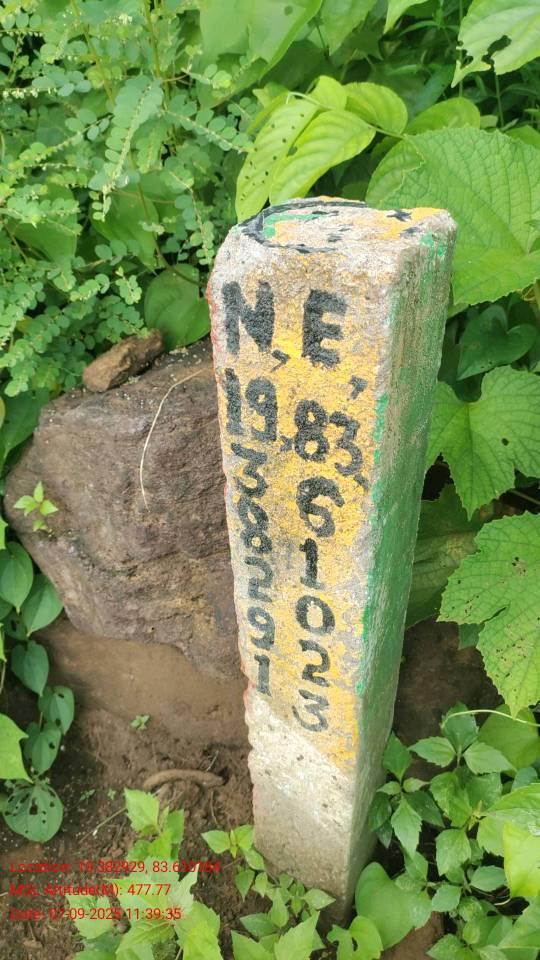 N, E,
19, 83,
3 6
8 1
2 0
9 2
1 3
Location: 19.382929, 83.610184
MSL Altitude(M): 477.77
Date: 07-09-2025 11:39:35